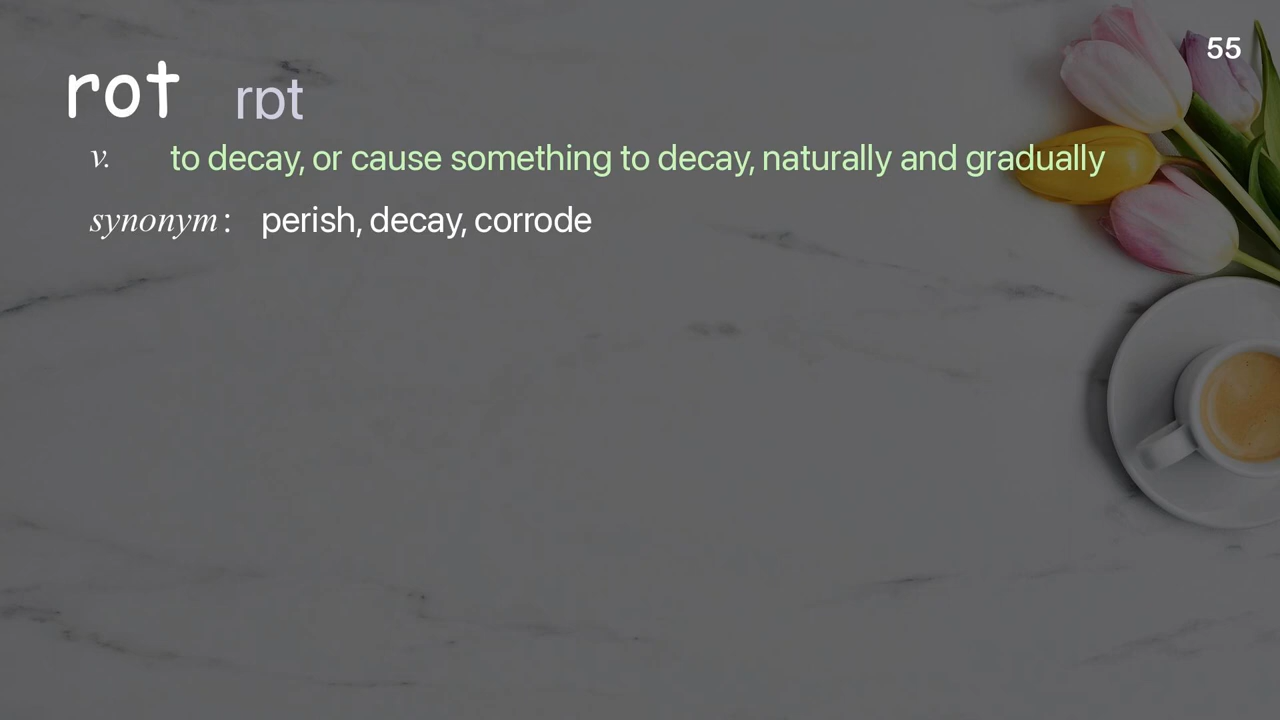 55
rot rɒt
v. to decay, or cause something to decay, naturally and gradually
synonym: perish, decay, corrode